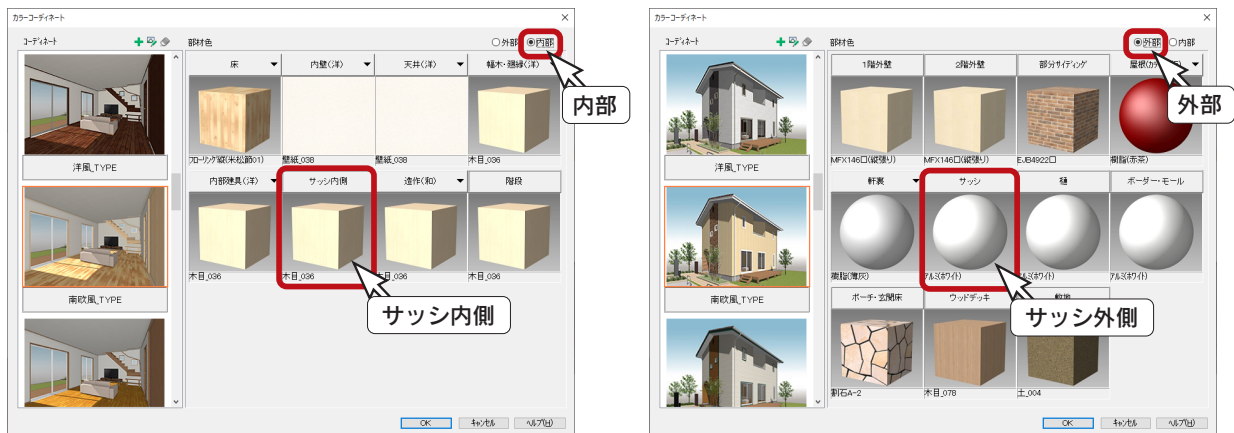 カラーコーディネート
コーディネート
部材色
外部
内部
床
内壁(洋)
天井(洋)
幅木・廻縁(洋)
内部
フローリング縦(米松節01)
壁紙_038
壁紙_038
木目_036
洋風_TYPE
内部建具(洋)
サッシ内側
造作(和)
階段
木目_036
木目_036
木目_036
木目_036
サッシ内側
南欧風_TYPE
OK
キャンセル
ヘルプ(H)
カラーコーディネート
コーディネート
部材色
外部
内部
1階外壁
2階外壁
部分サイディング
外部
MFX146口(縦張り)
MFX146口(縦張り)
EJB4922口
樹脂(赤茶)
洋風_TYPE
軒裏
サッシ
樋
ボーダー・モール
樹脂(薄灰)
アルミ(ホワイト)
アルミ(ホワイト)
アルミ(ホワイト)
南欧風_TYPE
ポーチ・玄関床
ウッドデッキ
敷地
サッシ外側
割石A-2
木目_078
土_004
OK
キャンセル
ヘルプ(H)